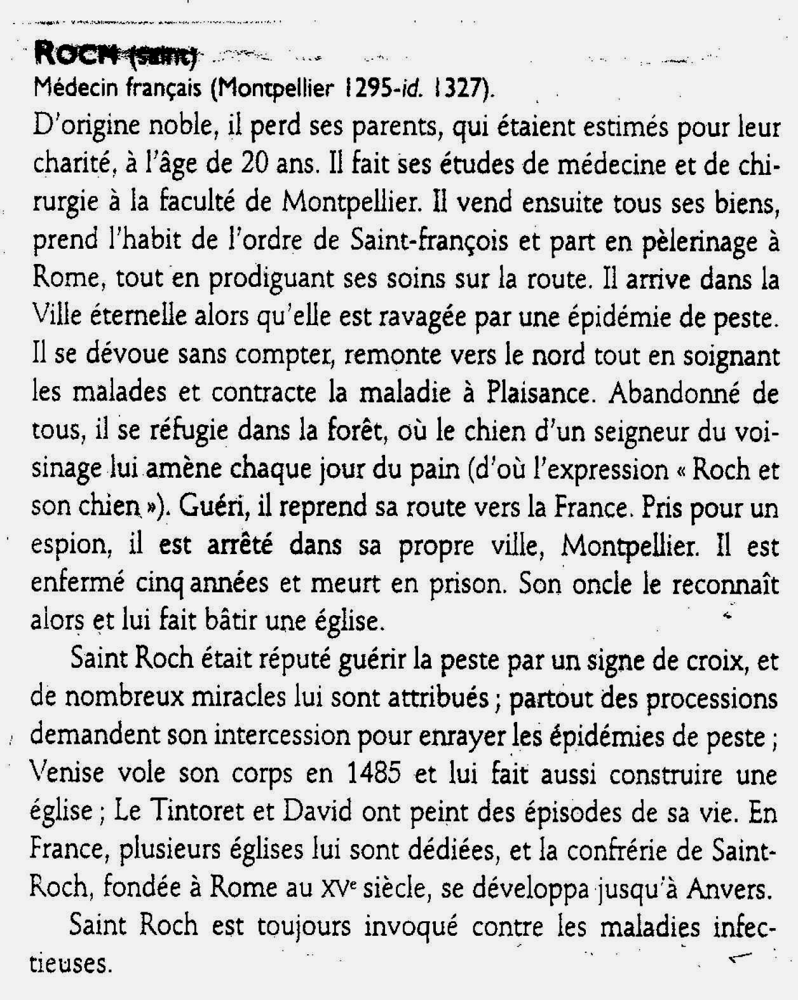 ROCH (saint)
Médecin français (Montpellier 1295-id. 1327).
D'origine noble, il perd ses parents, qui étaient estimés pour leur
charité, à l'âge de 20 ans. Il fait ses études de médecine et de chi-
rurgie à la faculté de Montpellier. Il vend ensuite tous ses biens,
prend l'habit de l'ordre de Saint-françois et part en pèlerinage à
Rome, tout en prodiguant ses soins sur la route. Il arrive dans la
Ville éternelle alors qu'elle est ravagée par une épidémie de peste.
Il se dévoue sans compter, remonte vers le nord tout en soignant
les malades et contracte la maladie à Plaisance. Abandonné de
tous, il se réfugie dans la forêt, où le chien d'un seigneur du voi-
sinage lui amène chaque jour du pain (d'où l'expression « Roch et
son chien »). Guéri, il reprend sa route vers la France. Pris pour un
espion, il est arrêté dans sa propre ville, Montpellier. Il est
enfermé cinq années et meurt en prison. Son oncle le reconnaît
alors et lui fait bâtir une église.
Saint Roch était réputé guérir la peste par un signe de croix, et
de nombreux miracles lui sont attribués ; partout des processions
demandent son intercession pour enrayer les épidémies de peste ;
Venise vole son corps en 1485 et lui fait aussi construire une
église ; Le Tintoret et David ont peint des épisodes de sa vie. En
France, plusieurs églises lui sont dédiées, et la confrérie de Saint-
Roch, fondée à Rome au XVe siècle, se développa jusqu'à Anvers.
Saint Roch est toujours invoqué contre les maladies infec-
tieuses.